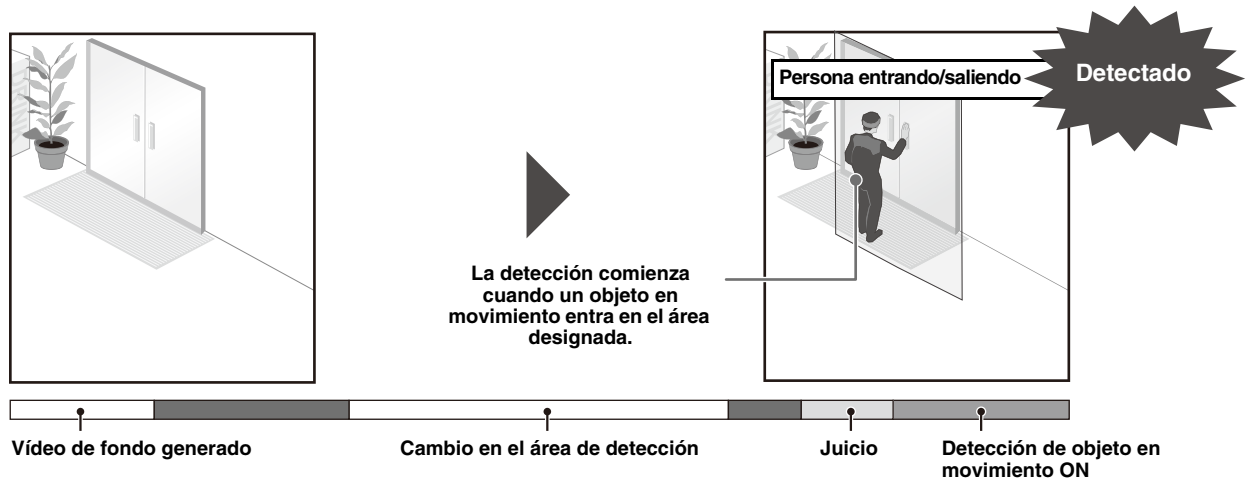 Persona entrando/saliendo
Detectado
La detección comienza
cuando un objeto en
movimiento entra en el área
designada.
Vídeo de fondo generado
Cambio en el área de detección
Juicio
Detección de objeto en
movimiento ON